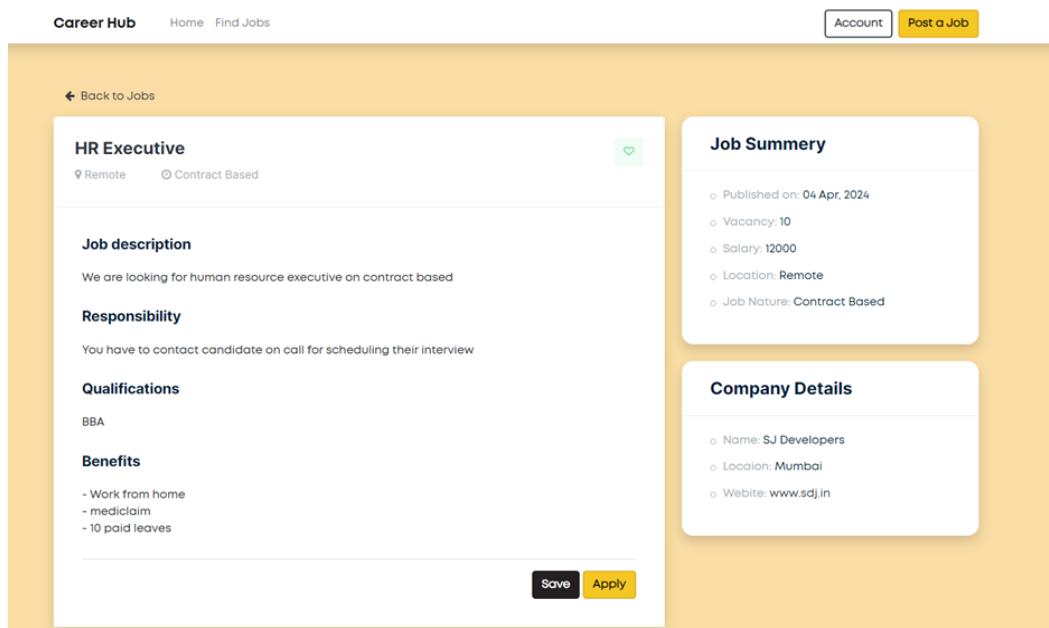 Career Hub Home Find Jobs Account Post a Job
Back to Jobs
HR Executive
Remote Contract Based
Job description
We are looking for human resource executive on contract based
Responsibility
You have to contact candidate on call for scheduling their interview
Qualifications
BBA
Benefits
- Work from home
- mediclaim
- 10 paid leaves
Save Apply
Job Summery
Published on: 04 Apr, 2024
Vacancy: 10
Salary: 12000
Location: Remote
Job Nature: Contract Based
Company Details
Name: SJ Developers
Locaion: Mumbai
Webite: www.sdj.in